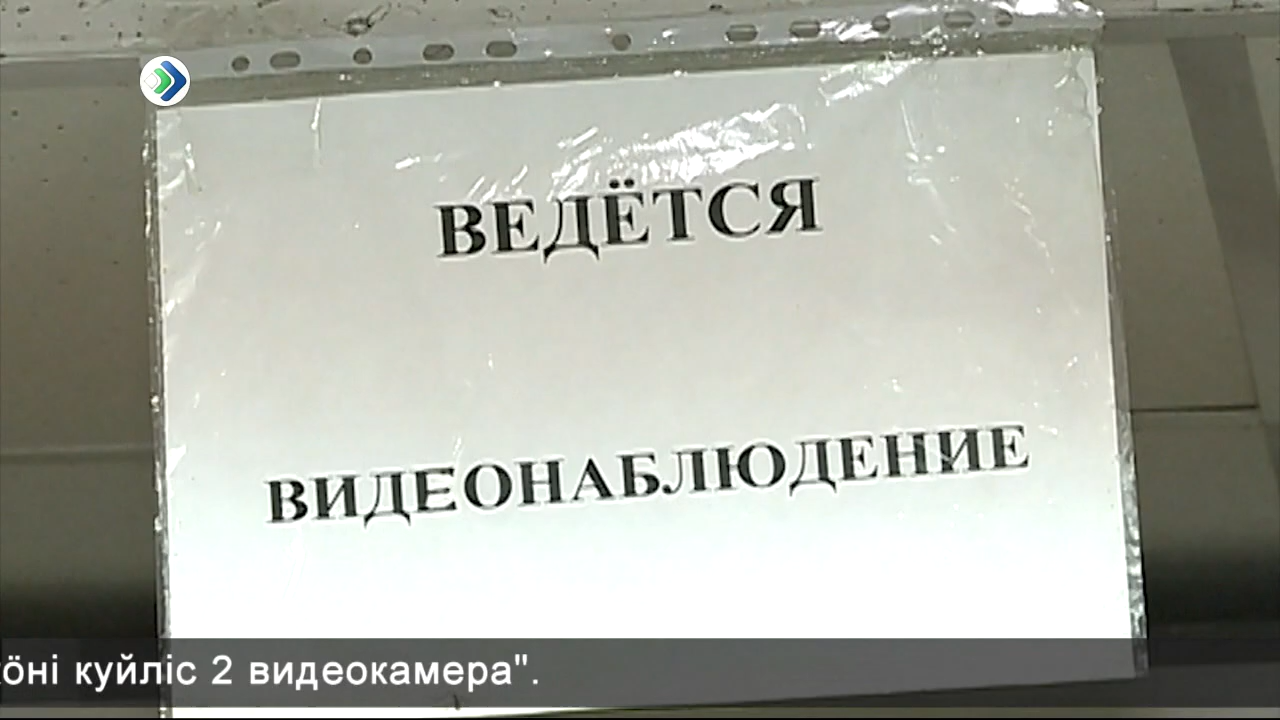 ВЕДЁТСЯ
ВИДЕОНАБЛЮДЕНИЕ
куйліс 2 видеокамера".